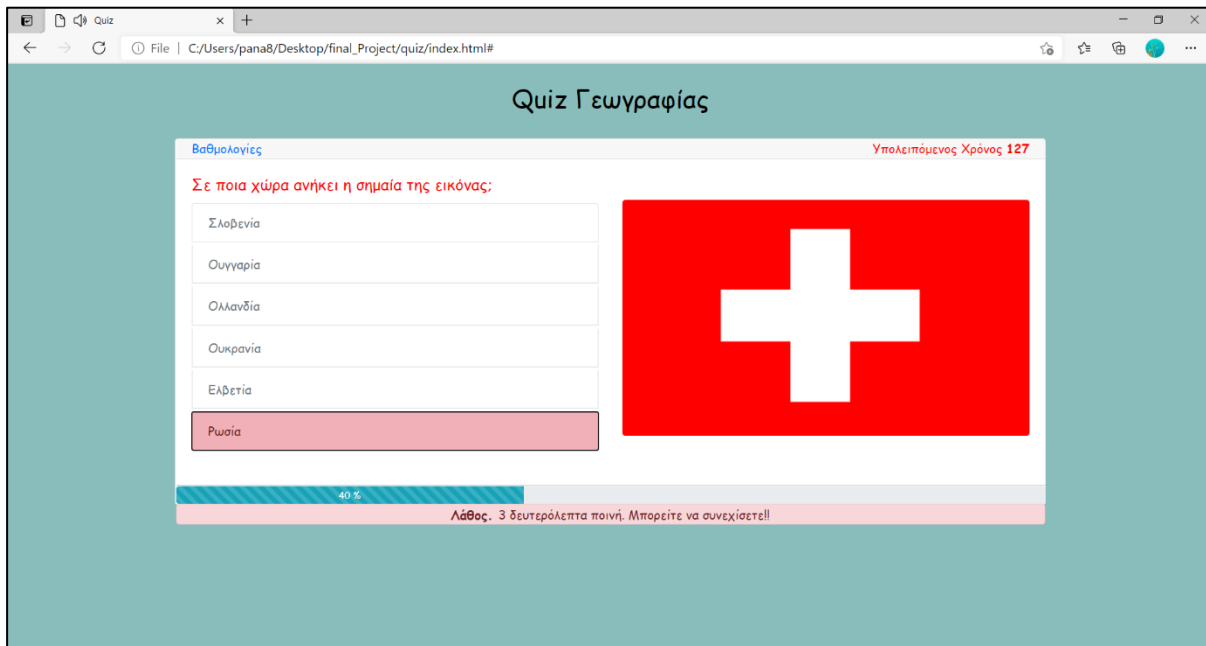 Quiz
File | C:/Users/pana8/Desktop/final_Project/quiz/index.html#
Quiz Γεωγραφίας
Βαθμολογίες Υπολειπόμενος Χρόνος 127
Σε ποια χώρα ανήκει η σημαία της εικόνας;
Σλοβενία
Ουγγαρία
Ολλανδία
Ουκρανία
Ελβετία
Ρωσία
40 %
Λάθος. 3 δευτερόλεπτα ποινή. Μπορείτε να συνεχίσετε!!